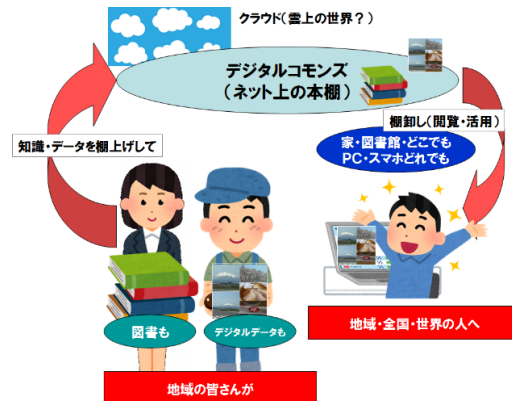 クラウド（雲上の世界？）
デジタルコモンズ
（ネット上の本棚）
棚卸し（閲覧・活用）
知識・データを棚上げして
家・図書館・どこでも
PC・スマホどれでも
図書も
デジタルデータも
地域・全国・世界の人へ
地域の皆さんが